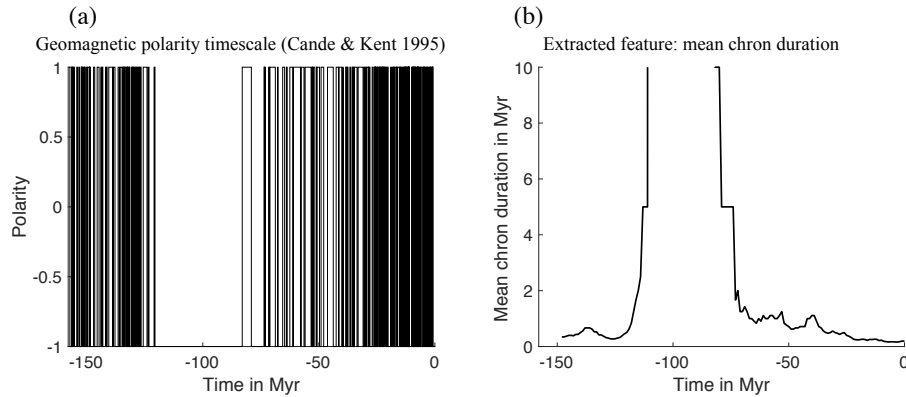 (a)
Geomagnetic polarity timescale (Cande & Kent 1995)
1
0.5
0
-0.5
-1
Polarity
-150
-100
-50
0
Time in Myr
(b)
Extracted feature: mean chron duration
10
8
6
4
2
0
Mean chron duration in Myr
-150
-100
-50
0
Time in Myr